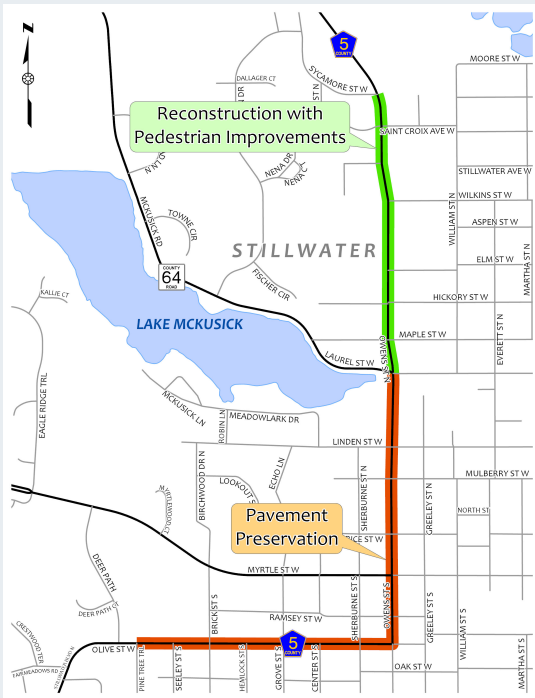 N
5
COUNTY
MOORE ST W
DALLAGER CT
SYCAMORE ST W
Reconstruction with
Pedestrian Improvements
SAINT CROIX AVE W
NENA DR
STILLWATER AVE W
WILKINS ST W
WILLIAM ST N
ASPEN ST W
MCKUSICK RD
TOWNE CIR
STILLWATER
ELM ST W
MARTHA ST N
COUNTY
64
ROAD
FISCHER CIR
HICKORY ST W
KALLIE CT
LAKE MCKUSICK
MAPLE ST W
EVERETT ST N
OWENS ST N
LAUREL ST W
EAGLE RIDGE TRL
MCKUSICK LN
ROBIN LN
MEADOWLARK DR
LINDEN ST W
BIRCHWOOD DR N
ECHO LN
SHERBURNE ST N
MULBERRY ST W
LOOKOUT S
GREELEY ST N
MYRTLEWOOD CT
NORTH ST
Pavement
Preservation
RICE ST W
DEER PATH
MYRTLE ST W
DEER PATH CT
BRICK ST S
RAMSEY ST W
SHERBURNE ST S
OWENS ST S
GREELEY ST S
WILLIAM ST S
CRESTWOOD TER
OLIVE ST W
5
COUNTY
FAIRMEADOWS RD
PINE TREE TRL
SEELEY ST S
HEMLOCK ST S
GROVE ST S
CENTER ST S
OAK ST W
MARTHA ST S